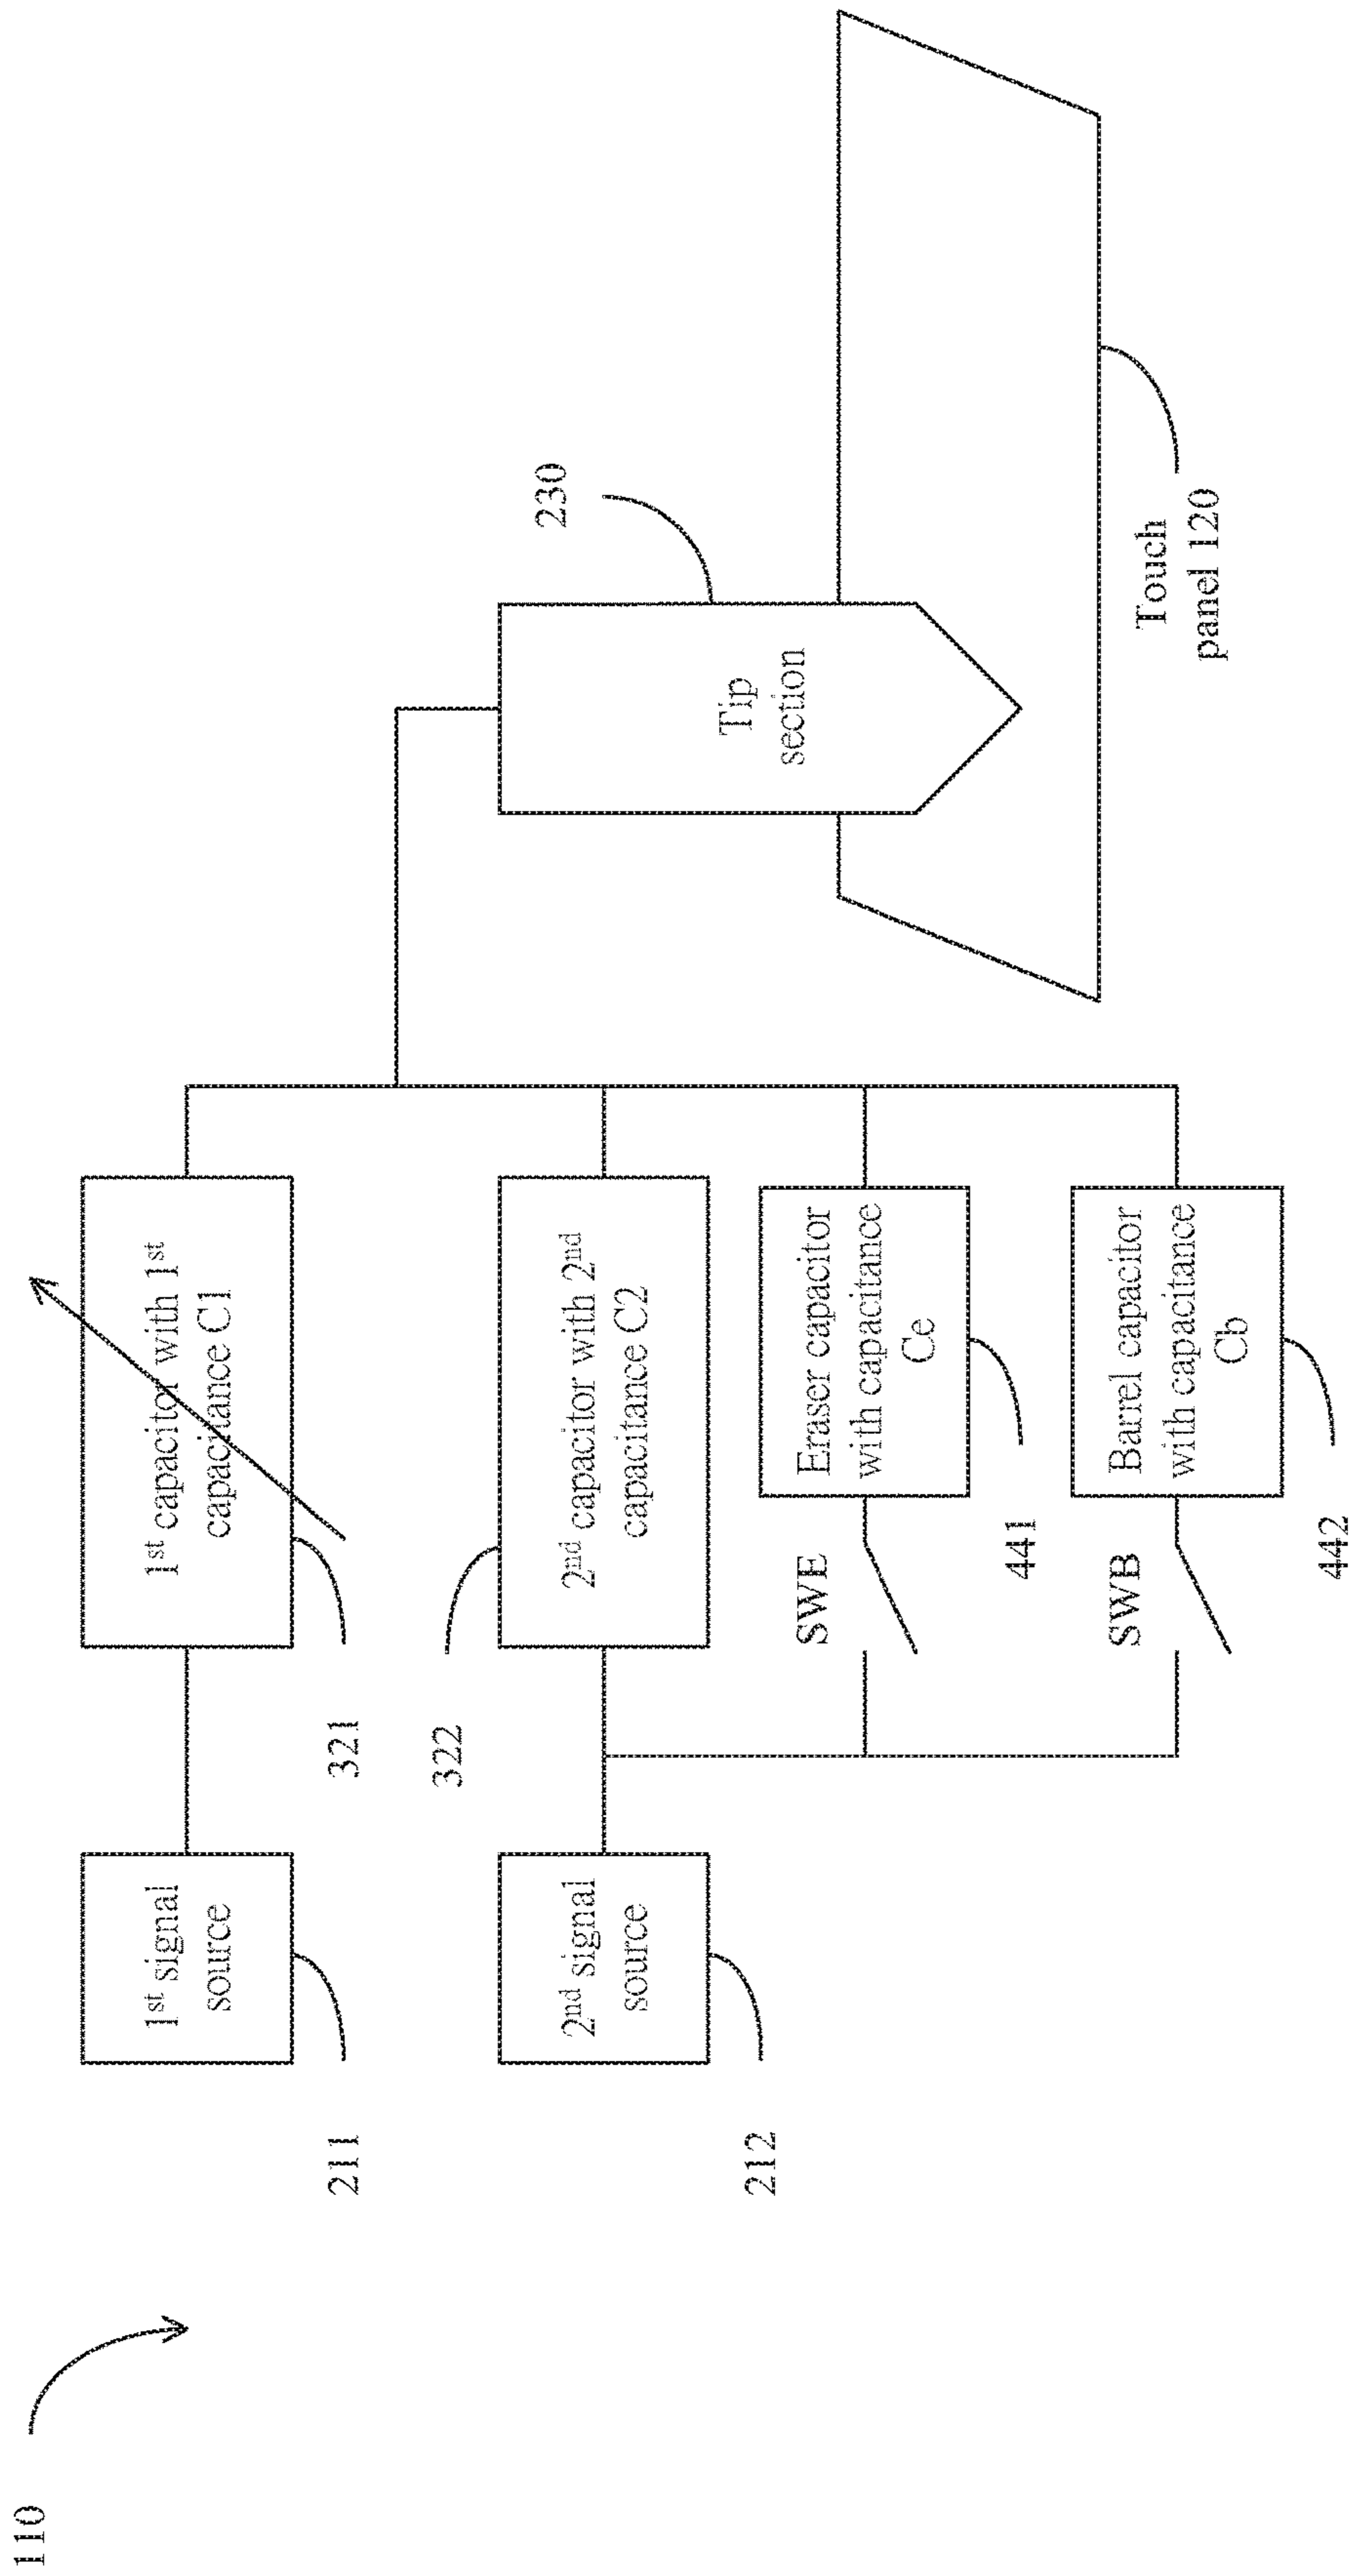 110
1st signal
source
211
1st capacitor with 1st
capacitance C1
321
2nd signal
source
212
2nd capacitor with 2nd
capacitance C2
322
SWE
Eraser capacitor
with capacitance
Ce
441
SWB
Barrel capacitor
with capacitance
Cb
442
Tip
section
230
Touch
panel 120